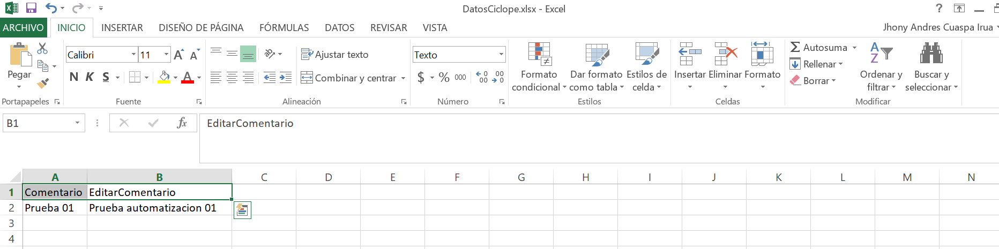 DatosCiclope.xlsx - Excel
?
ARCHIVO INICIO INSERTAR DISEÑO DE PÁGINA FÓRMULAS DATOS REVISAR VISTA
Jhony Andres Cuaspa Irua
Pegar
Portapapeles
Calibri 11 A A
N K S A
Fuente
Ajustar texto
Combinar y centrar
Alineación
Texto
$ % 000
Número
Formato condicional
Dar formato como tabla
Estilos de celda
Estilos
Insertar Eliminar Formato
Celdas
Autosuma
Rellenar
Borrar
Ordenar y filtrar
Buscar y seleccionar
Modificar
B1 fx EditarComentario
A B C D E F G H I J K L M N
1 Comentario EditarComentario
2 Prueba 01 Prueba automatizacion 01
3
4